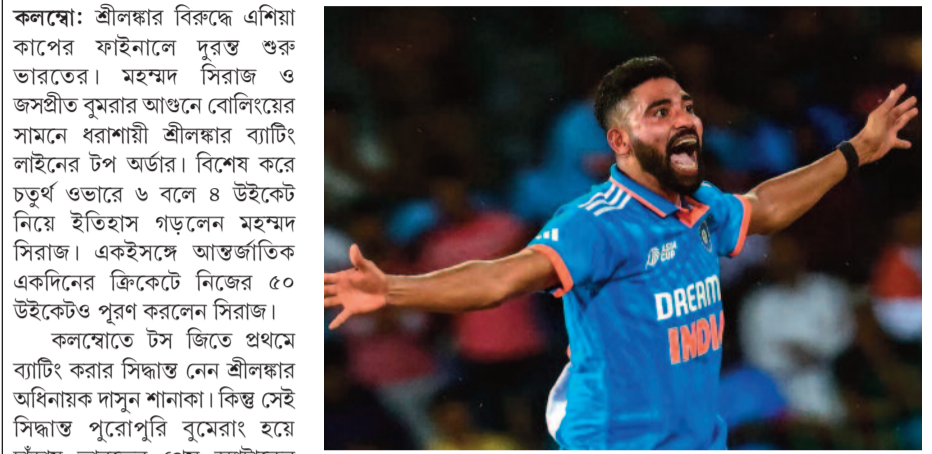 কলম্বো: শ্রীলঙ্কার বিরুদ্ধে এশিয়া
কাপের ফাইনালে দুরন্ত শুরু
ভারতের। মহম্মদ সিরাজ ও
জসপ্রীত বুমরার আগুনে বোলিংয়ের
সামনে ধরাশায়ী শ্রীলঙ্কার ব্যাটিং
লাইনের টপ অর্ডার। বিশেষ করে
চতুর্থ ওভারে ৬ বলে ৪ উইকেট
নিয়ে ইতিহাস গড়লেন মহম্মদ
সিরাজ। একইসঙ্গে আন্তর্জাতিক
একদিনের ক্রিকেটে নিজের ৫০
উইকেটও পূরণ করলেন সিরাজ।
কলম্বোতে টস জিতে প্রথমে
ব্যাটিং করার সিদ্ধান্ত নেন শ্রীলঙ্কার
অধিনায়ক দাসুন শানাকা। কিন্তু সেই
সিদ্ধান্ত পুরোপুরি বুমেরাং হয়ে
ASIA
CUP
DREAM
INDIA